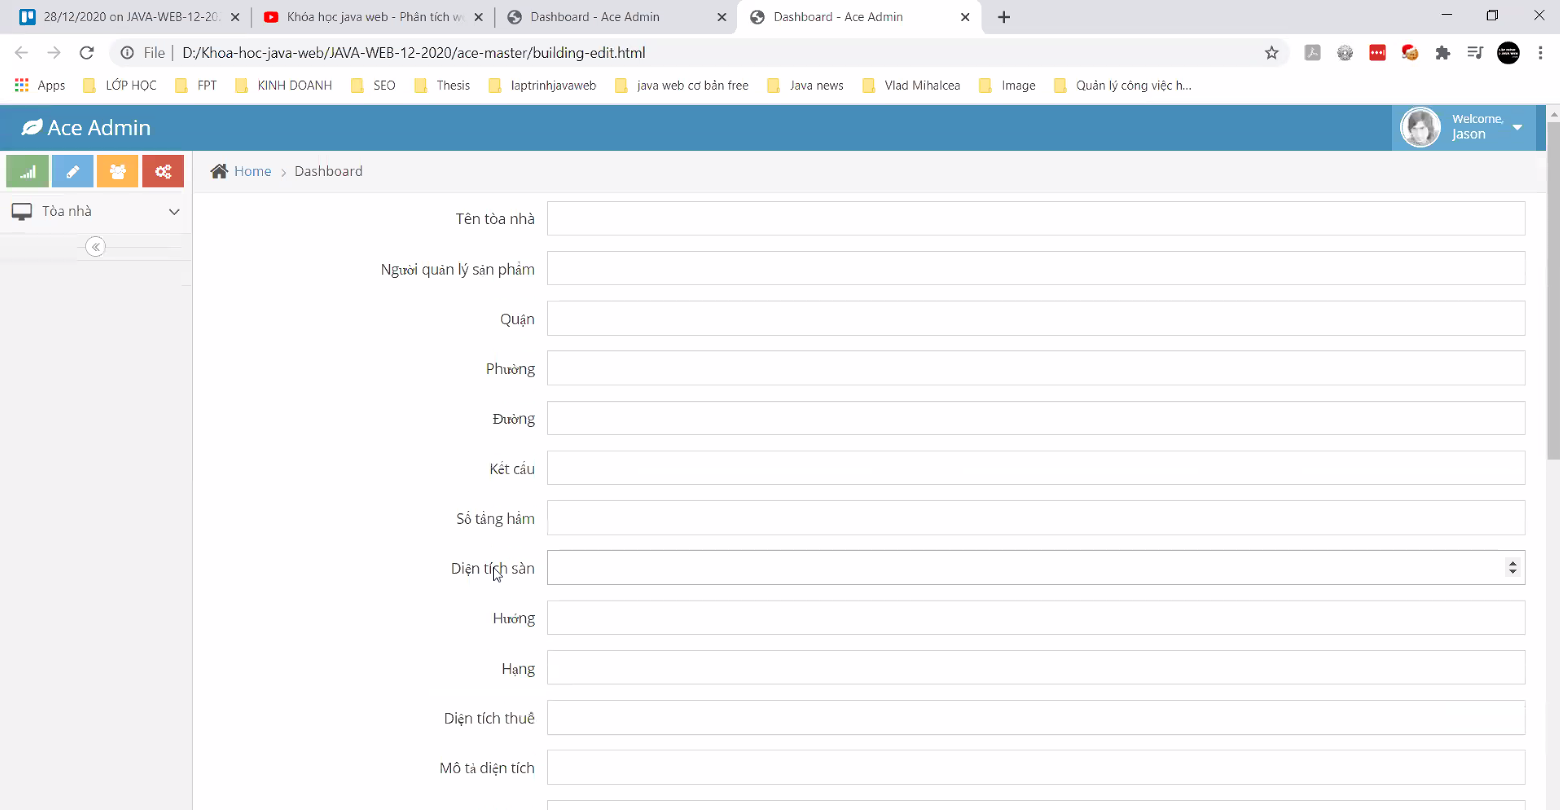 28/12/2020 on JAVA-WEB-12-20
Khóa học java web - Phân tích w
Dashboard - Ace Admin
Dashboard - Ace Admin
File D:/Khoa-hoc-java-web/JAVA-WEB-12-2020/ace-master/building-edit.html
Apps LỚP HỌC FPT KINH DOANH SEO Thesis laptrinhjavaweb java web cơ bản free Java news Vlad Mihalcea Image Quản lý công việc h...
Ace Admin
Welcome,
Jason
Home > Dashboard
Tòa nhà
Tên tòa nhà
Người quản lý sản phẩm
Quận
Phường
Đường
Kết cấu
Số tầng hầm
Diện tích sàn
Hướng
Hạng
Diện tích thuê
Mô tả diện tích